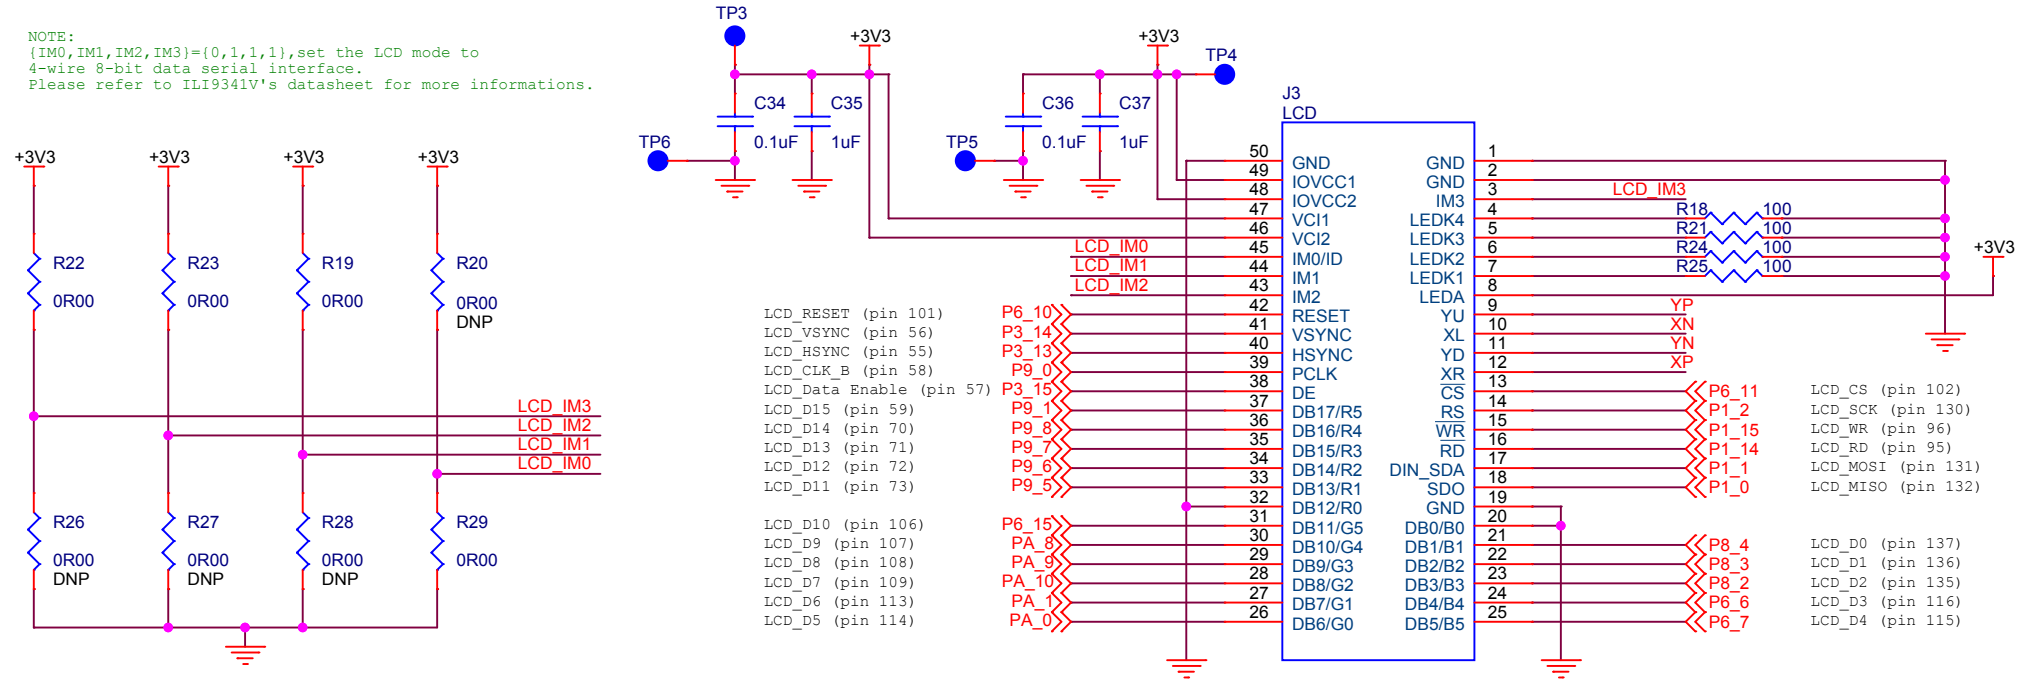 NOTE:
{IM0,IM1,IM2,IM3}={0,1,1,1},set the LCD mode to
4-wire 8-bit data serial interface.
Please refer to ILI9341V's datasheet for more informations.
+3V3 +3V3 +3V3 +3V3
R22 R23 R19 R20
0R00 0R00 0R00 0R00
DNP
LCD_IM3
LCD_IM2
LCD_IM1
LCD_IM0
R26 R27 R28 R29
0R00 0R00 0R00 0R00
DNP DNP DNP
TP3
+3V3 +3V3
TP4
C34 C35 C36 C37
0.1uF 1uF 0.1uF 1uF
TP6 TP5
J3
LCD
50 GND
49 IOVCC1
48 IOVCC2
47 VCI1
46 VCI2
LCD_IM0 45 IM0/ID
LCD_IM1 44 IM1
LCD_IM2 43 IM2
LCD_RESET (pin 101) P6_10 42 RESET
LCD_VSYNC (pin 56) P3_14 41 VSYNC
LCD_HSYNC (pin 55) P3_13 40 HSYNC
LCD_CLK_B (pin 58) P9_0 39 PCLK
LCD_Data Enable (pin 57) P3_15 38 DE
LCD_D15 (pin 59) P9_1 37 DB17/R5
LCD_D14 (pin 70) P9_8 36 DB16/R4
LCD_D13 (pin 71) P9_7 35 DB15/R3
LCD_D12 (pin 72) P9_6 34 DB14/R2
LCD_D11 (pin 73) P9_5 33 DB13/R1
32 DB12/R0
LCD_D10 (pin 106) P6_15 31 DB11/G5
LCD_D9 (pin 107) PA_8 30 DB10/G4
LCD_D8 (pin 108) PA_9 29 DB9/G3
LCD_D7 (pin 109) PA_10 28 DB8/G2
LCD_D6 (pin 113) PA_1 27 DB7/G1
LCD_D5 (pin 114) PA_0 26 DB6/G0
GND 1
GND 2
IM3 3 LCD_IM3
LEDK4 4 R18 100
LEDK3 5 R21 100
LEDK2 6 R24 100
LEDK1 7 R25 100
+3V3
LEDA 8
YU 9 YP
XL 10 XN
YD 11 YN
XR 12 XP
CS 13 P6_11 LCD_CS (pin 102)
RS 14 P1_2 LCD_SCK (pin 130)
WR 15 P1_15 LCD_WR (pin 96)
RD 16 P1_14 LCD_RD (pin 95)
DIN_SDA 17 P1_1 LCD_MOSI (pin 131)
SDO 18 P1_0 LCD_MISO (pin 132)
GND 19
DB0/B0 20
DB1/B1 21 P8_4 LCD_D0 (pin 137)
DB2/B2 22 P8_3 LCD_D1 (pin 136)
DB3/B3 23 P8_2 LCD_D2 (pin 135)
DB4/B4 24 P6_6 LCD_D3 (pin 116)
DB5/B5 25 P6_7 LCD_D4 (pin 115)